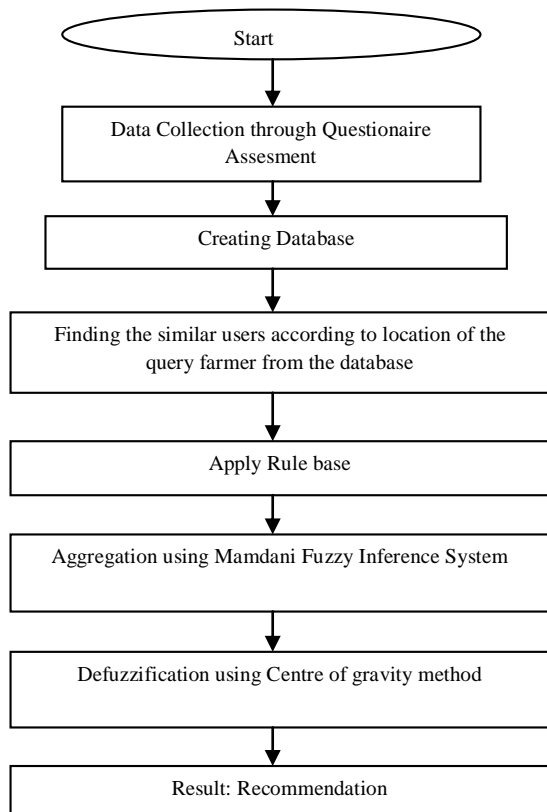 Start
Data Collection through Questionaire
Assesment
Creating Database
Finding the similar users according to location of the
query farmer from the database
Apply Rule base
Aggregation using Mamdani Fuzzy Inference System
Defuzzification using Centre of gravity method
Result: Recommendation